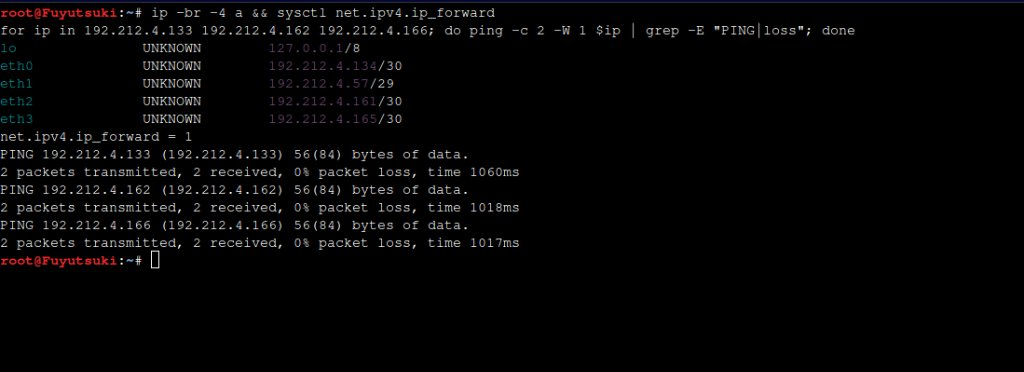 root@Fuyutsuki:~# ip -br -4 a && sysctl net.ipv4.ip_forward
for ip in 192.212.4.133 192.212.4.162 192.212.4.166; do ping -c 2 -W 1 $ip | grep -E "PING|loss"; done
lo UNKNOWN 127.0.0.1/8
eth0 UNKNOWN 192.212.4.134/30
eth1 UNKNOWN 192.212.4.57/29
eth2 UNKNOWN 192.212.4.161/30
eth3 UNKNOWN 192.212.4.165/30
net.ipv4.ip_forward = 1
PING 192.212.4.133 (192.212.4.133) 56(84) bytes of data.
2 packets transmitted, 2 received, 0% packet loss, time 1060ms
PING 192.212.4.162 (192.212.4.162) 56(84) bytes of data.
2 packets transmitted, 2 received, 0% packet loss, time 1018ms
PING 192.212.4.166 (192.212.4.166) 56(84) bytes of data.
2 packets transmitted, 2 received, 0% packet loss, time 1017ms
root@Fuyutsuki:~#